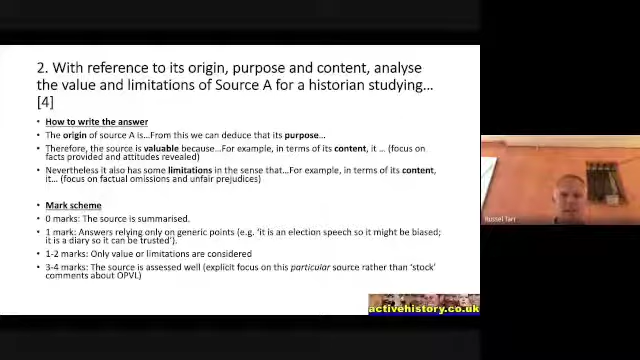 2. With reference to its origin, purpose and content, analyse
the value and limitations of Source A for a historian studying…
[4]
• How to write the answer
• The origin of source A is…From this we can deduce that its purpose…
• Therefore, the source is valuable because…For example, in terms of its content, it … (focus on
facts provided and attitudes revealed)
• Nevertheless it also has some limitations in the sense that…For example, in terms of its content,
it… (focus on factual omissions and unfair prejudices)
• Mark scheme
• 0 marks: The source is summarised.
• 1 mark: Answers relying only on generic points (e.g. ‘it is an election speech so it might be biased;
it is a diary so it can be trusted’).
• 1-2 marks: Only value or limitations are considered
• 3-4 marks: The source is assessed well (explicit focus on this particular source rather than ‘stock’
comments about OPVL)
Russel Tarr
activehistory.co.uk